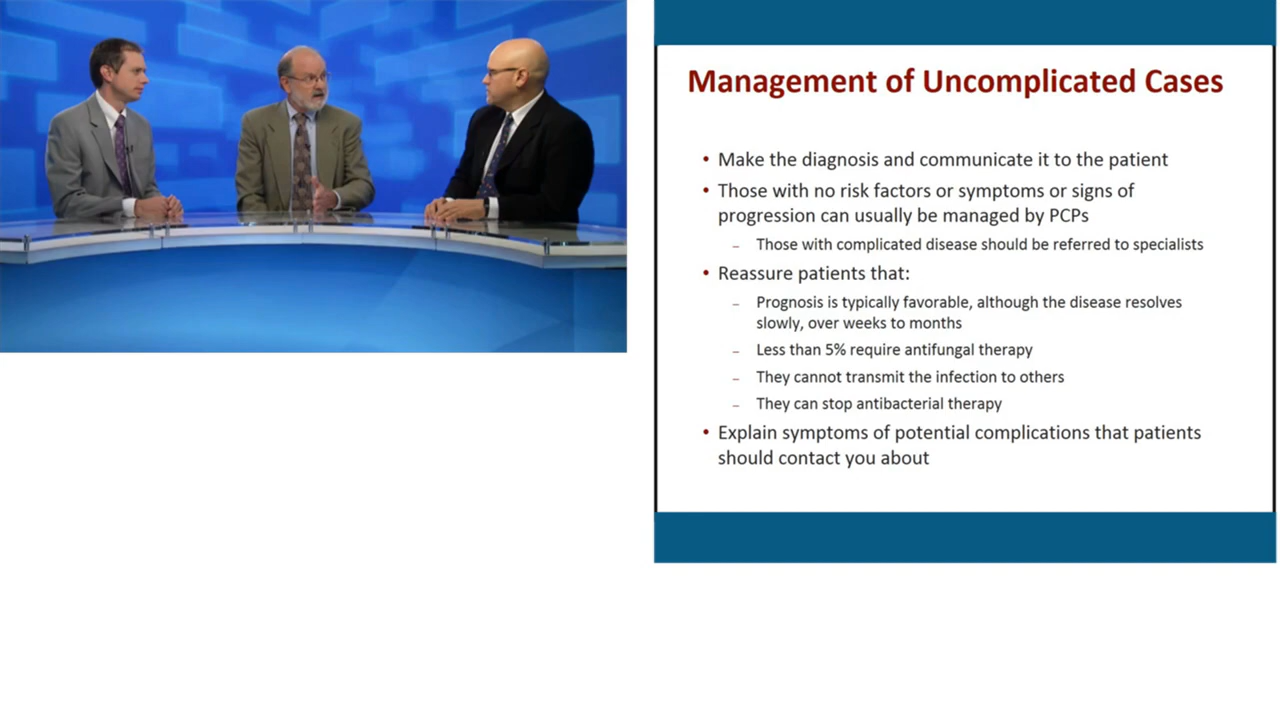 Management of Uncomplicated Cases
• Make the diagnosis and communicate it to the patient
• Those with no risk factors or symptoms or signs of
progression can usually be managed by PCPs
– Those with complicated disease should be referred to specialists
• Reassure patients that:
– Prognosis is typically favorable, although the disease resolves
slowly, over weeks to months
– Less than 5% require antifungal therapy
– They cannot transmit the infection to others
– They can stop antibacterial therapy
• Explain symptoms of potential complications that patients
should contact you about